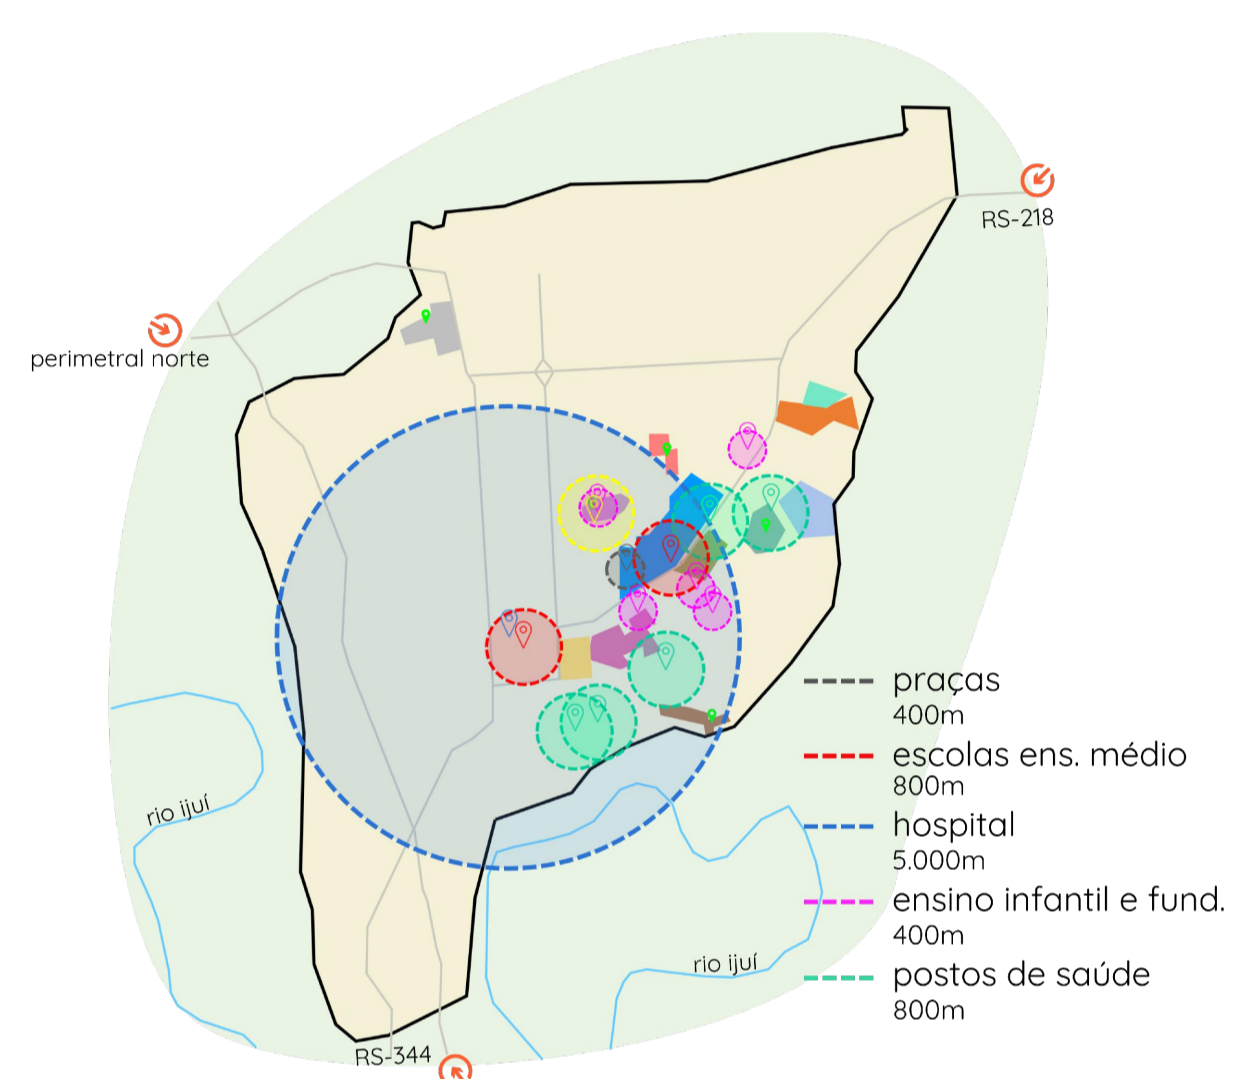 RS-218
perimetral norte
praças
400m
escolas ens. médio
800m
rio ijuí
hospital
5.000m
ensino infantil e fund.
400m
rio ijuí
postos de saúde
800m
RS-344